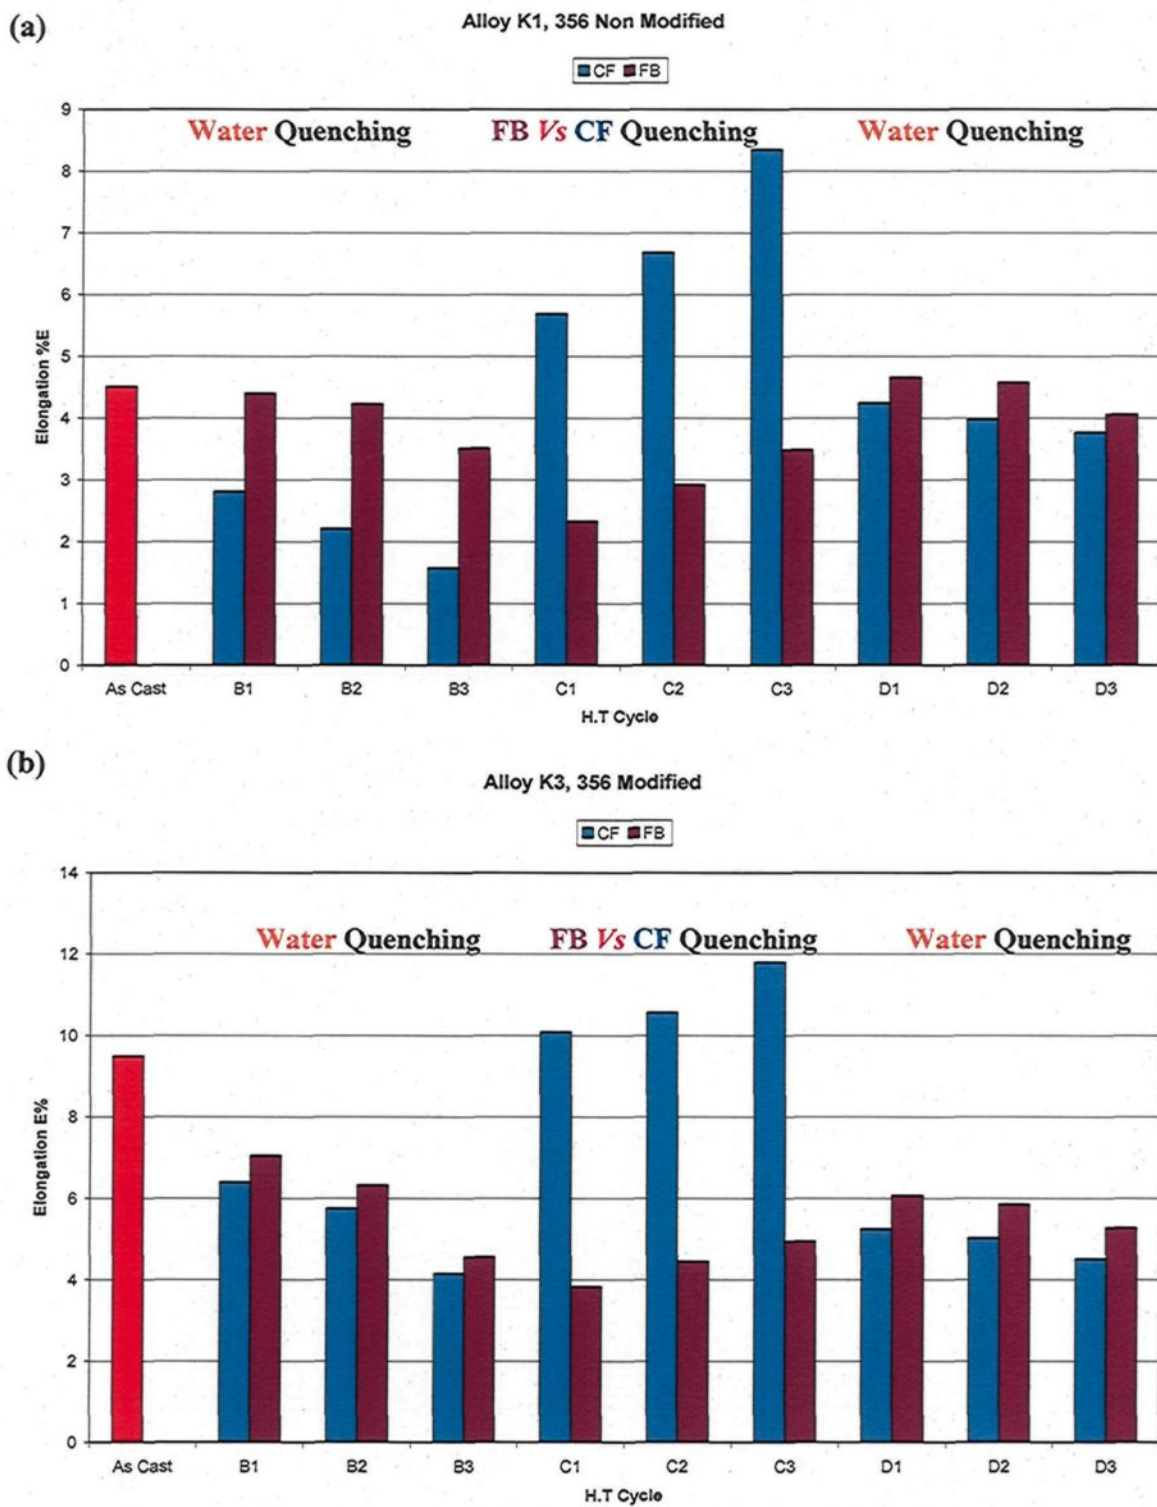 (a)
Alloy K1, 356 Non Modified
CF FB
Water Quenching FB Vs CF Quenching Water Quenching
9
8
7
6
5
4
3
2
1
0
Elongation %E
As Cast B1 B2 B3 C1 C2 C3 D1 D2 D3
H.T Cycle
(b)
Alloy K3, 356 Modified
CF FB
14
Water Quenching FB Vs CF Quenching Water Quenching
12
10
8
6
4
2
0
Elongation E%
As Cast B1 B2 B3 C1 C2 C3 D1 D2 D3
H.T Cycle